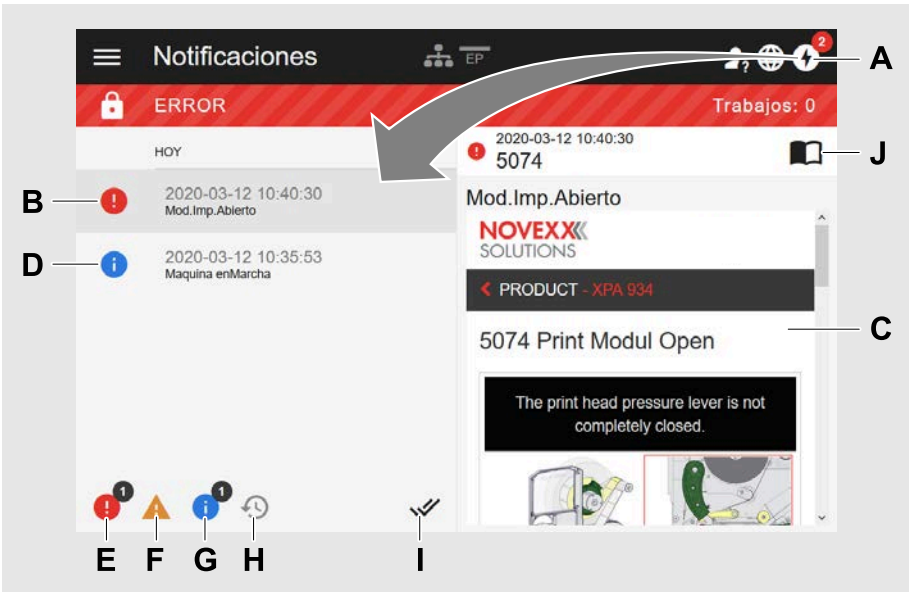 Notificaciones
EP
2
A
ERROR
Trabajos: 0
HOY
B
2020-03-12 10:40:30
Mod.Imp.Abierto
D
2020-03-12 10:35:53
Maquina enMarcha
2020-03-12 10:40:30
5074
J
Mod.Imp.Abierto
NOVEXX
SOLUTIONS
PRODUCT - XPA 934
5074 Print Modul Open
C
The print head pressure lever is not
completely closed.
1
1
E F G H I